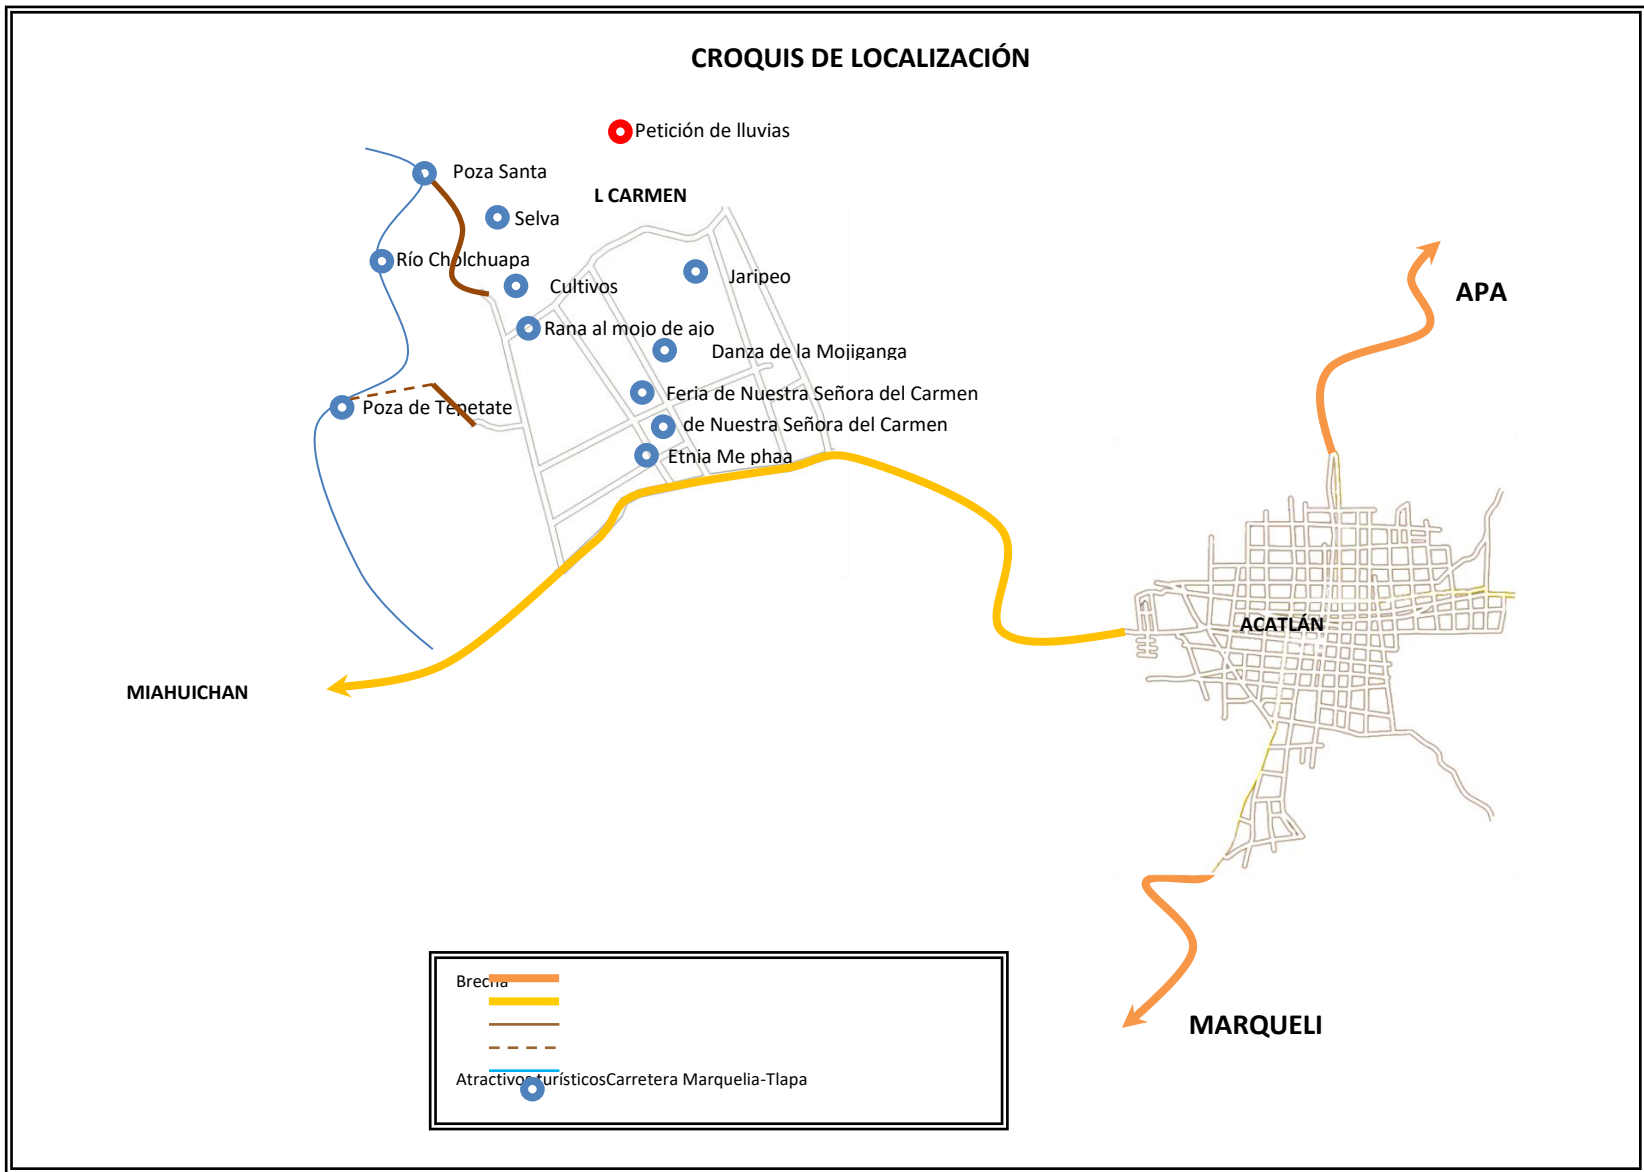 CROQUIS DE LOCALIZACIÓN
Petición de lluvias
Poza Santa
L CARMEN
Selva
Río Cholchuapa
Cultivos
Jaripeo
APA
Rana al mojo de ajo
Danza de la Mojiganga
Feria de Nuestra Señora del Carmen
Poza de Tepetate
de Nuestra Señora del Carmen
Etnia Me phaa
ACATLÁN
MIAHUICHAN
Brecha
MARQUELI
Atractivos turísticosCarretera Marquelia-Tlapa